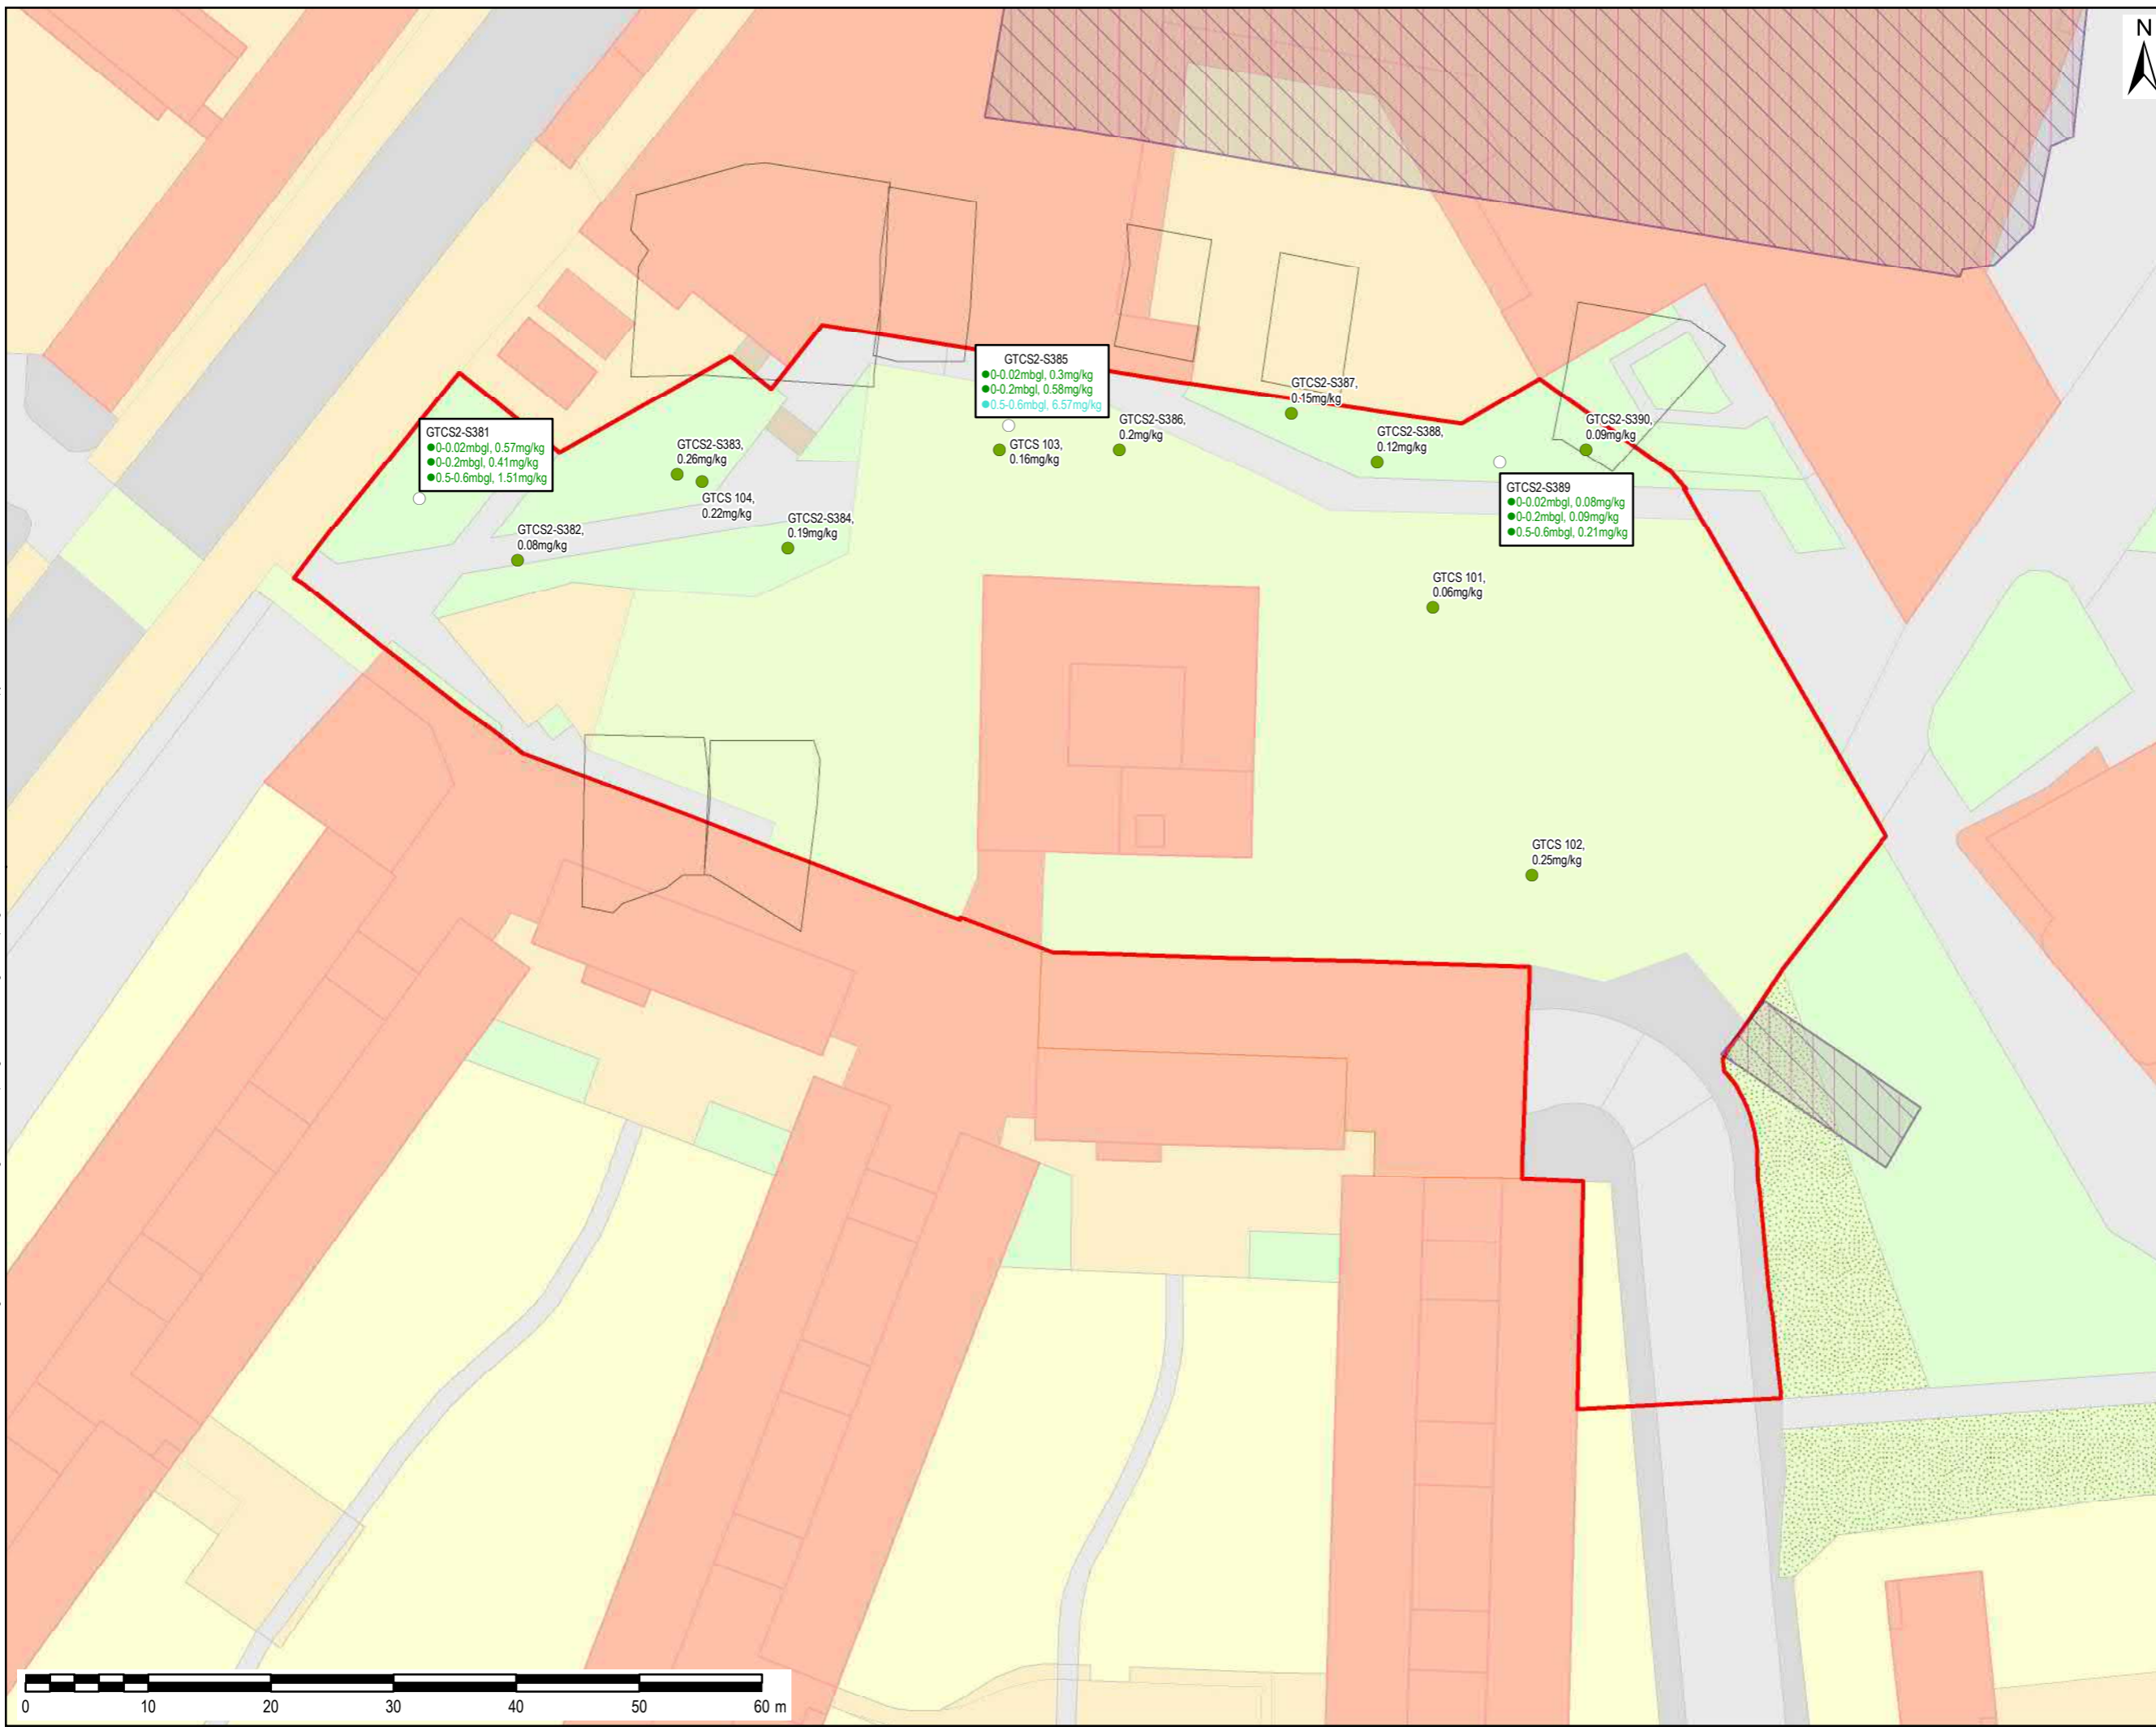 N
GTCS2-S385
0-0.02mbgl, 0.3mg/kg
0-0.2mbgl, 0.58mg/kg
0.5-0.6mbgl, 6.57mg/kg
GTCS2-S387,
0.15mg/kg
GTCS2-S381
0-0.02mbgl, 0.57mg/kg
0-0.2mbgl, 0.41mg/kg
0.5-0.6mbgl, 1.51mg/kg
GTCS2-S386,
0.2mg/kg
GTCS2-S390,
0.09mg/kg
GTCS2-S388,
0.12mg/kg
GTCS2-S383,
0.26mg/kg
GTCS 103,
0.16mg/kg
GTCS2-S389
0-0.02mbgl, 0.08mg/kg
0-0.2mbgl, 0.09mg/kg
0.5-0.6mbgl, 0.21mg/kg
GTCS 104,
0.22mg/kg
GTCS2-S384,
0.19mg/kg
GTCS2-S382,
0.08mg/kg
GTCS 101,
0.06mg/kg
GTCS 102,
0.25mg/kg
0 10 20 30 40 50 60 m